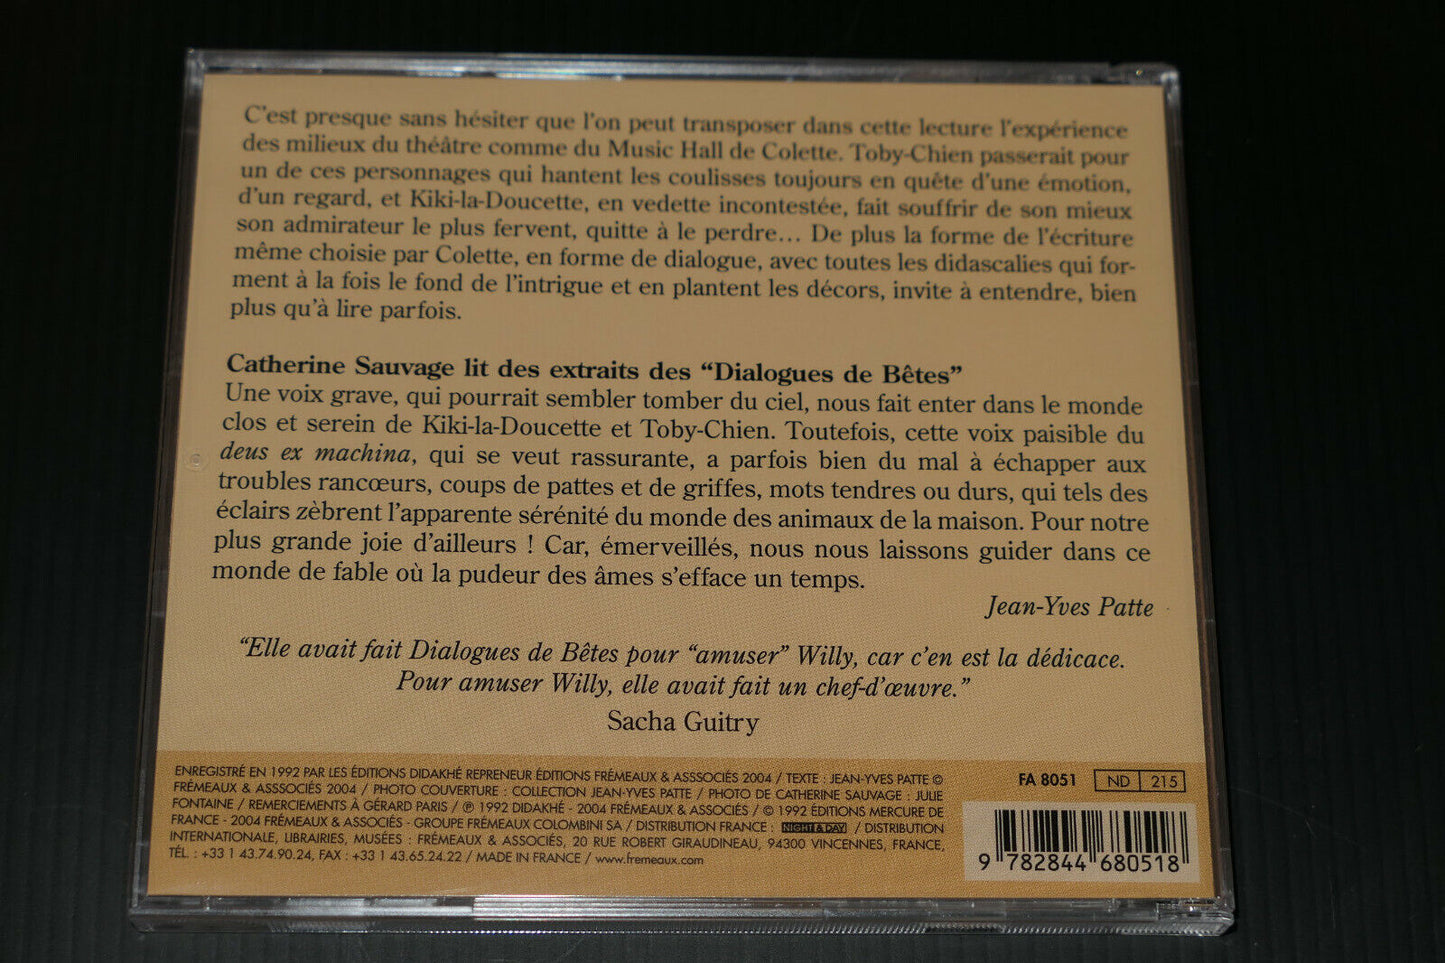 C'est presque sans hésiter que l'on peut transposer dans cette lecture l'expérience
des milieux du théâtre comme du Music Hall de Colette. Toby-Chien passerait pour
un de ces personnages qui hantent les coulisses toujours en quête d'une émotion,
d'un regard, et Kiki-la-Doucette, en vedette incontestée, fait souffrir de son mieux
son admirateur le plus fervent, quitte à le perdre... De plus la forme de l'écriture
même choisie par Colette, en forme de dialogue, avec toutes les didascalies qui for-
ment à la fois le fond de l'intrigue et en plantent les décors, invite à entendre, bien
plus qu'à lire parfois.
Catherine Sauvage lit des extraits des “Dialogues de Bêtes”
Une voix grave, qui pourrait sembler tomber du ciel, nous fait enter dans le monde
clos et serein de Kiki-la-Doucette et Toby-Chien. Toutefois, cette voix paisible du
deus ex machina, qui se veut rassurante, a parfois bien du mal à échapper aux
troubles rancœurs, coups de pattes et de griffes, mots tendres ou durs, qui tels des
éclairs zèbrent l'apparente sérénité du monde des animaux de la maison. Pour notre
plus grande joie d'ailleurs ! Car, émerveillés, nous nous laissons guider dans ce
monde de fable où la pudeur des âmes s'efface un temps.
Jean-Yves Patte
“Elle avait fait Dialogues de Bêtes pour “amuser” Willy, car c'en est la dédicace.
Pour amuser Willy, elle avait fait un chef-d'œuvre.”
Sacha Guitry
ENREGISTRÉ EN 1992 PAR LES ÉDITIONS DIDAKHÉ REPRENEUR ÉDITIONS FRÉMEAUX & ASSSOCIÉS 2004 / TEXTE : JEAN-YVES PATTE ©
FRÉMEAUX & ASSSOCIÉS 2004 / PHOTO COUVERTURE : COLLECTION JEAN-YVES PATTE / PHOTO DE CATHERINE SAUVAGE : JULIE
FONTAINE / REMERCIEMENTS À GÉRARD PARIS / ℗ 1992 DIDAKHÉ - 2004 FRÉMEAUX & ASSOCIÉS / © 1992 ÉDITIONS MERCURE DE
FRANCE - 2004 FRÉMEAUX & ASSOCIÉS - GROUPE FRÉMEAUX COLOMBINI SA / DISTRIBUTION FRANCE : NIGHT & DAY / DISTRIBUTION
INTERNATIONALE, LIBRAIRIES, MUSÉES : FRÉMEAUX & ASSOCIÉS, 20 RUE ROBERT GIRAUDINEAU, 94300 VINCENNES, FRANCE,
TÉL. : +33 1 43.74.90.24, FAX : +33 1 43.65.24.22 / MADE IN FRANCE / www.fremeaux.com
FA 8051 ND 215
9 782844 680518